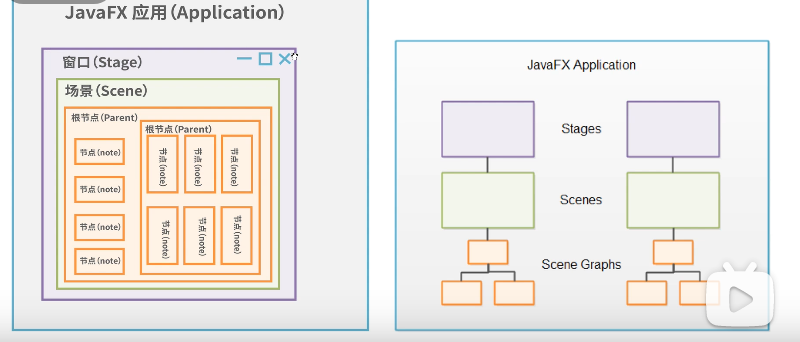 JavaFX 应用(Application)
窗口(Stage)
场景(Scene)
根节点(Parent)
根节点(Parent)
节点(note)
节点(note)
节点(note)
节点(note)
节点(note)
节点(note)
节点(note)
节点(note)
节点(note)
节点(note)
JavaFX Application
Stages
Scenes
Scene Graphs